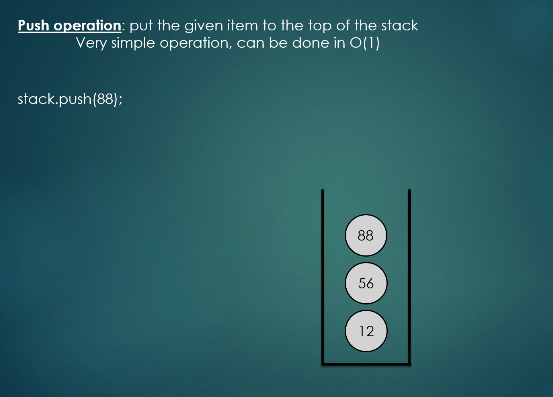 Push operation: put the given item to the top of the stack
Very simple operation, can be done in O(1)
stack.push(88);
88
56
12